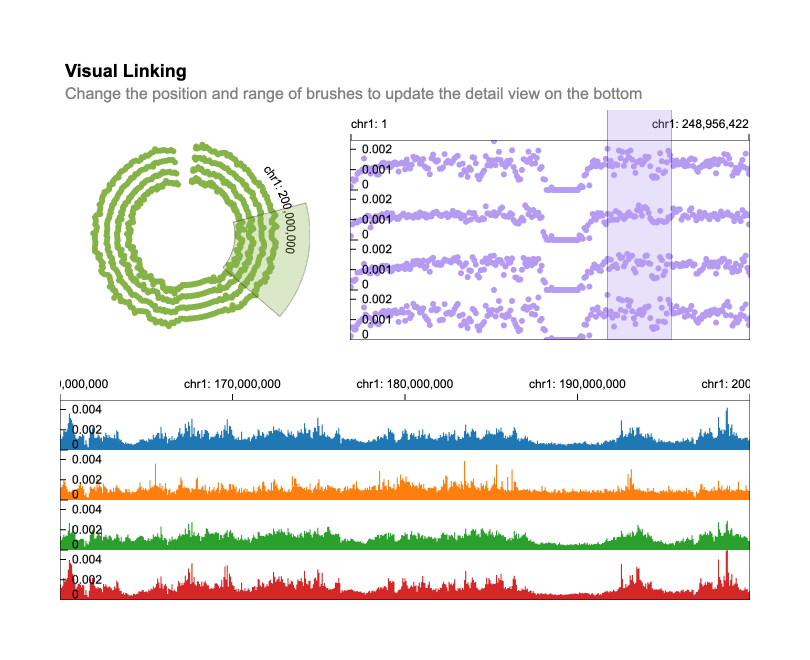 Visual Linking
Change the position and range of brushes to update the detail view on the bottom
chr1: 200,000,000
chr1: 1
chr1: 248,956,422
0.002
0.001
0
0.002
0.001
0
0.002
0.001
0
0.002
0.001
0
),000,000
chr1: 170,000,000
chr1: 180,000,000
chr1: 190,000,000
chr1: 200
0.004
0.002
0
0.004
0.002
0
0.004
0.002
0
0.004
0.002
0